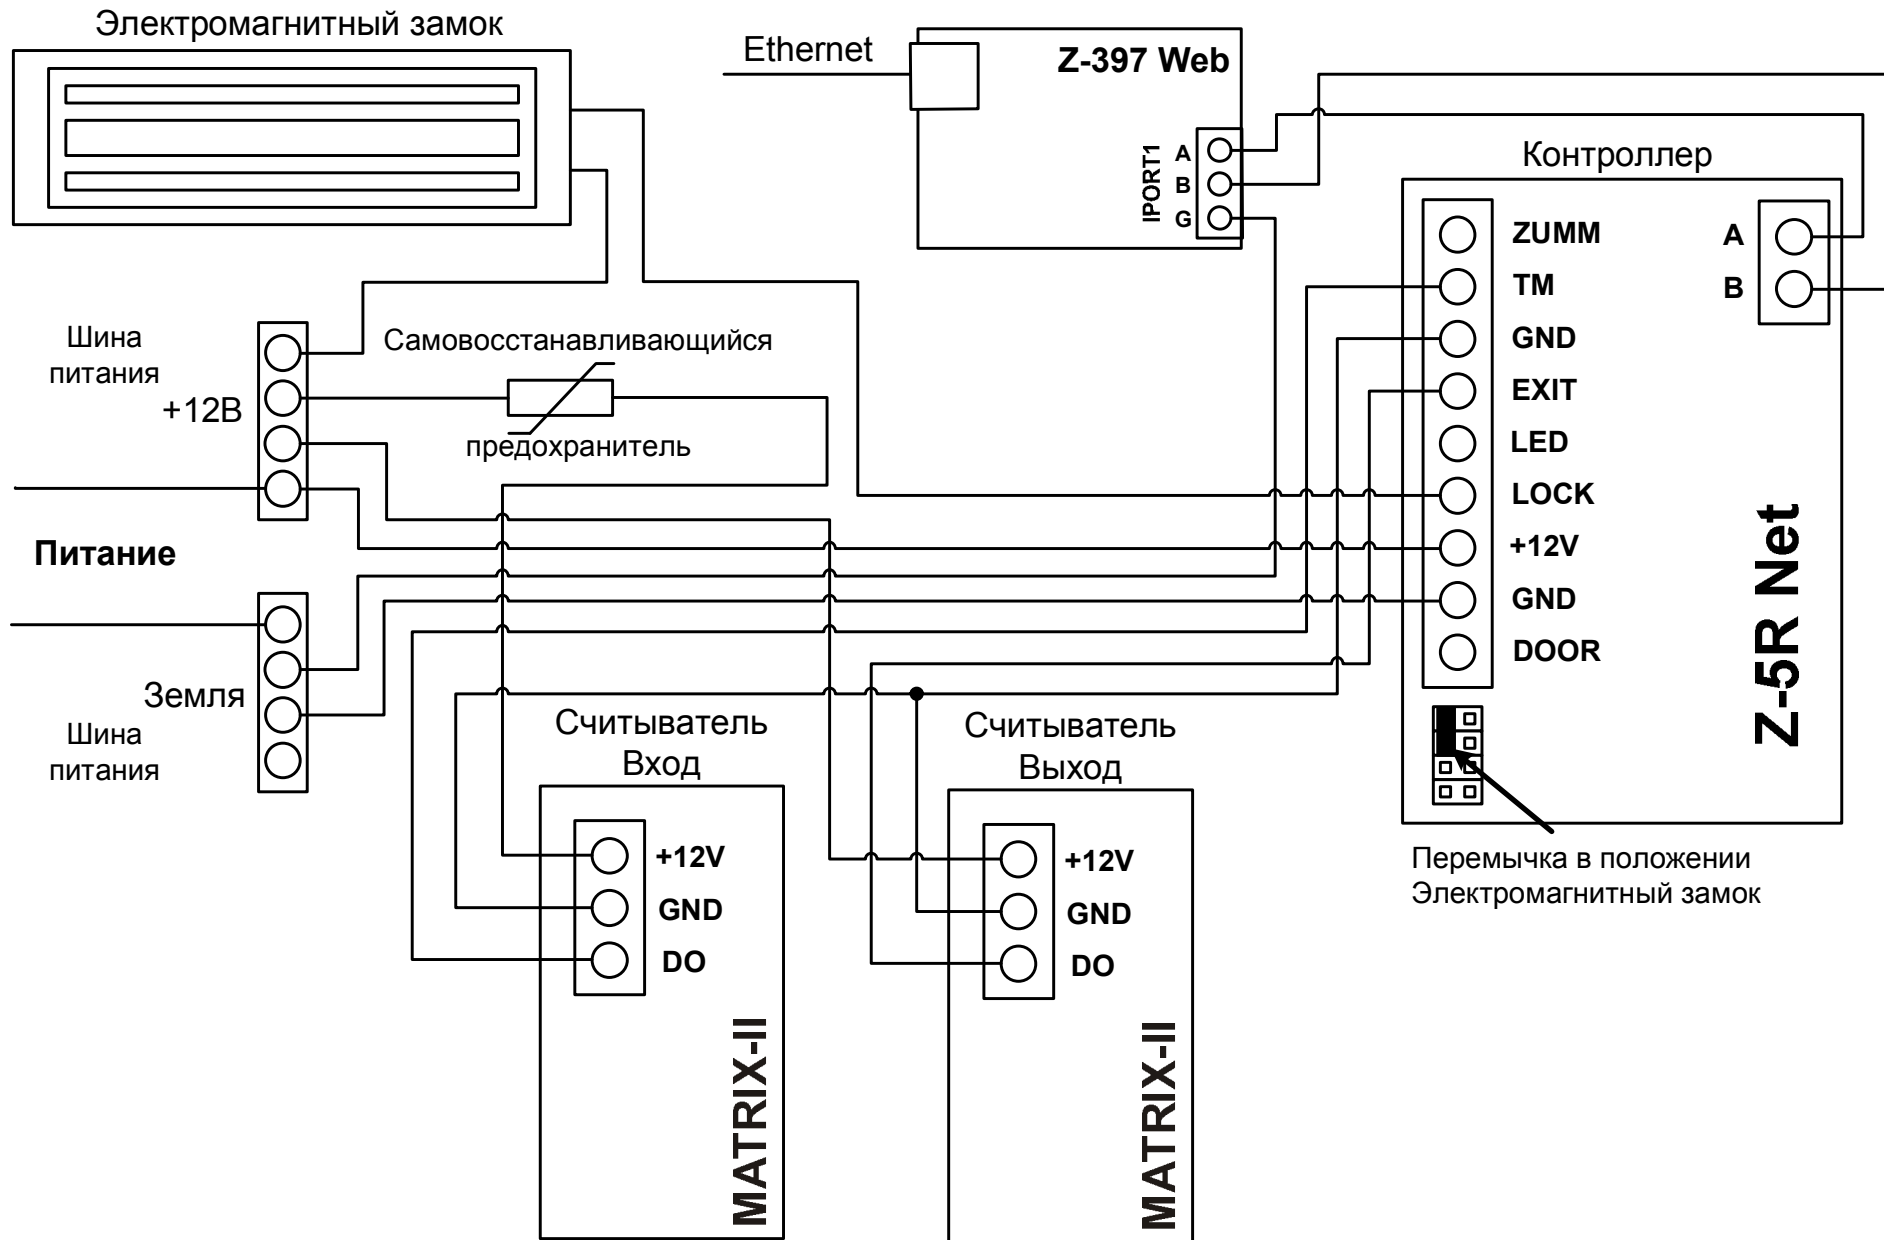 Электромагнитный замок
Ethernet
Z-397 Web
IPORT1
A
B
G
Контроллер
ZUMM
TM
GND
EXIT
LED
LOCK
+12V
GND
DOOR
A
B
Z-5R Net
Шина
питания
+12В
Самовосстанавливающийся
предохранитель
Питание
Земля
Шина
питания
Считыватель
Вход
+12V
GND
DO
MATRIX-II
Считыватель
Выход
+12V
GND
DO
MATRIX-II
Перемычка в положении
Электромагнитный замок